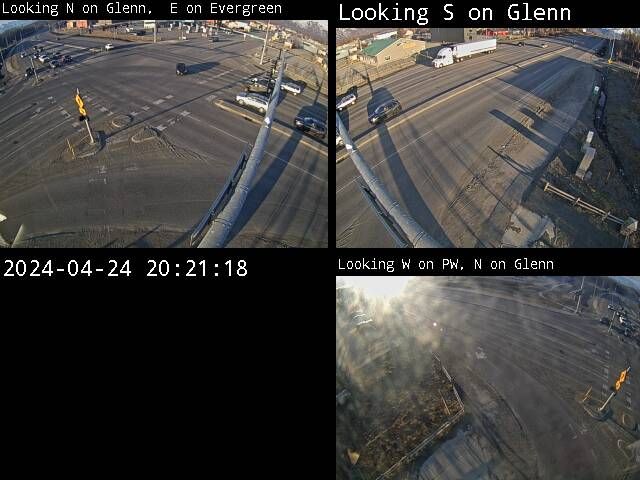 Looking N on Glenn,  E on Evergreen
Looking S on Glenn
2024-04-24 20:21:18
Looking W on PW, N on Glenn